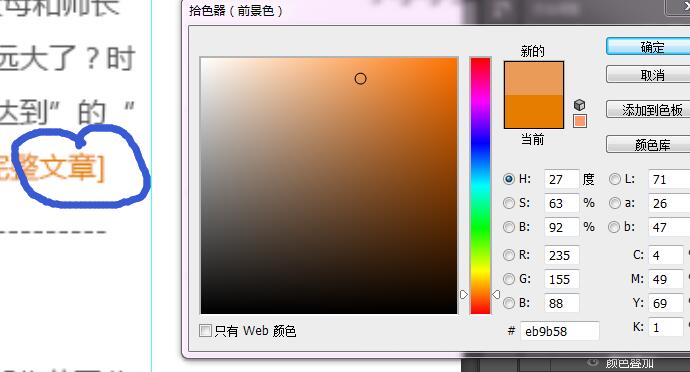 母和师长
远大了？时
达到”的“
完整文章]
----------
拾色器（前景色）
新的
当前
确定
取消
添加到色板
颜色库
H: 27 度
S: 63 %
B: 92 %
R: 235
G: 155
B: 88
L: 71
a: 26
b: 47
C: 4
M: 49
Y: 69
K: 1
# eb9b58
只有 Web 颜色
颜色叠加